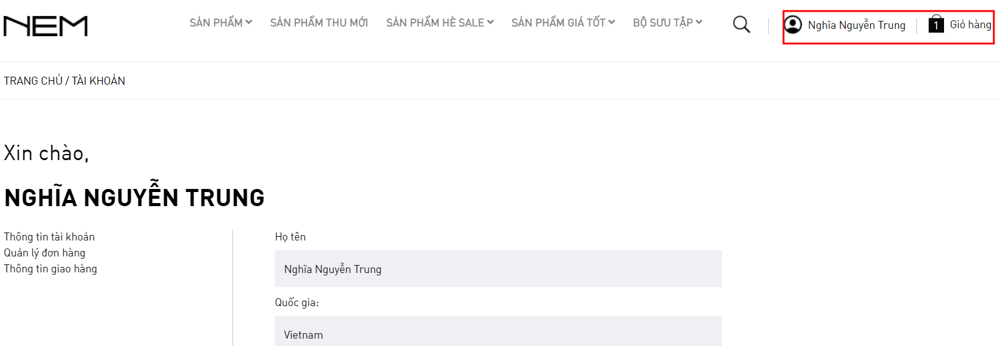 NEM
SẢN PHẨM SẢN PHẨM THU MỚI SẢN PHẨM HÈ SALE SẢN PHẨM GIÁ TỐT BỘ SƯU TẬP Nghĩa Nguyễn Trung 1 Giỏ hàng
TRANG CHỦ / TÀI KHOẢN
Xin chào,
NGHĨA NGUYỄN TRUNG
Thông tin tài khoản
Quản lý đơn hàng
Thông tin giao hàng
Họ tên
Nghĩa Nguyễn Trung
Quốc gia:
Vietnam